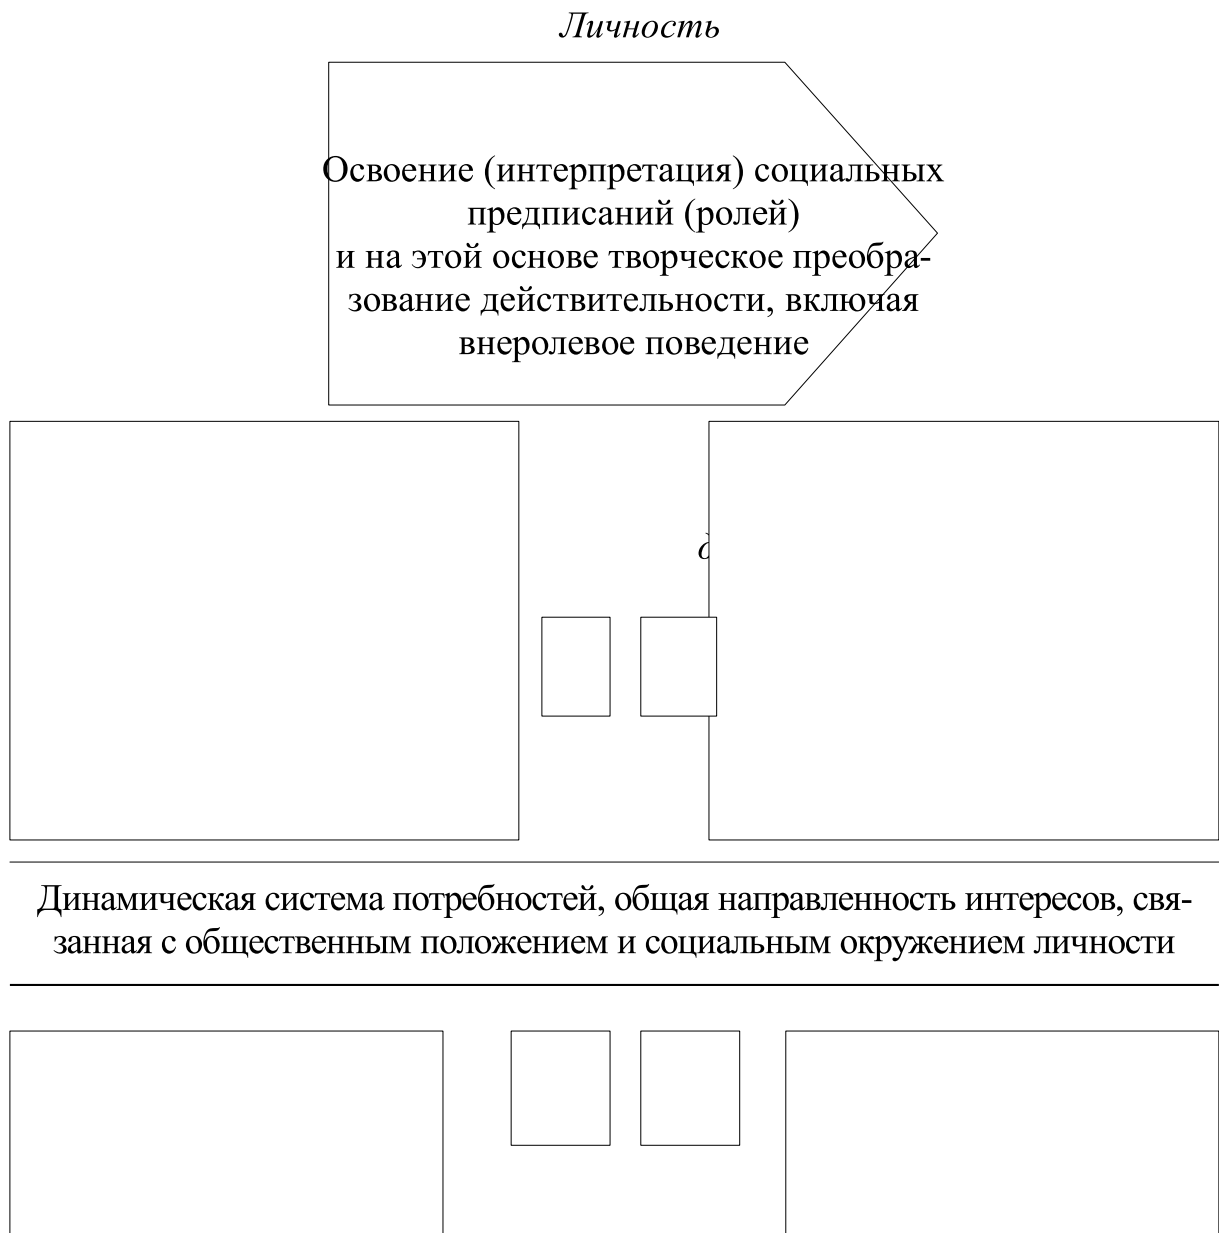 Личность
Освоение (интерпретация) социальных
предписаний (ролей)
и на этой основе творческое преобра-
зование действительности, включая
внеролевое поведение
Динамическая система потребностей, общая направленность интересов, свя-
занная с общественным положением и социальным окружением личности